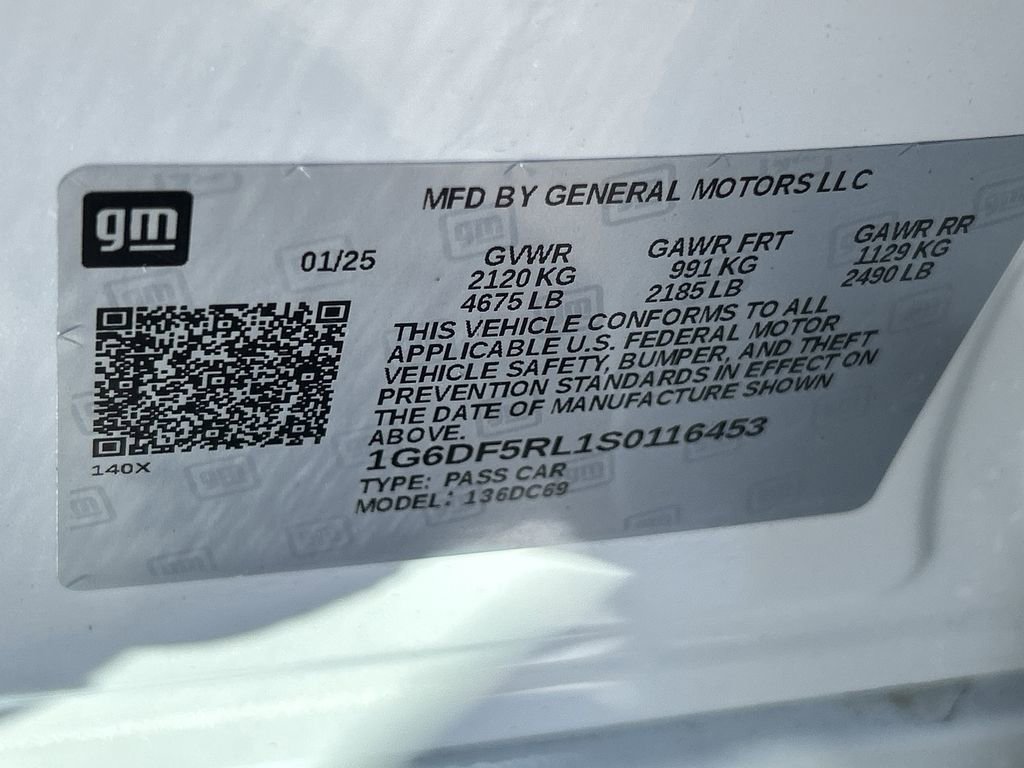 gm
MFD BY GENERAL MOTORS LLC
01/25
GVWR
2120 KG
4675 LB
GAWR FRT
991 KG
2185 LB
GAWR RR
1129 KG
2490 LB
THIS VEHICLE CONFORMS TO ALL
APPLICABLE U.S. FEDERAL MOTOR
VEHICLE SAFETY, BUMPER, AND THEFT
PREVENTION STANDARDS IN EFFECT ON
THE DATE OF MANUFACTURE SHOWN
ABOVE.
1G6DF5RL1S0116453
TYPE: PASS CAR
MODEL: 136DC69
140X